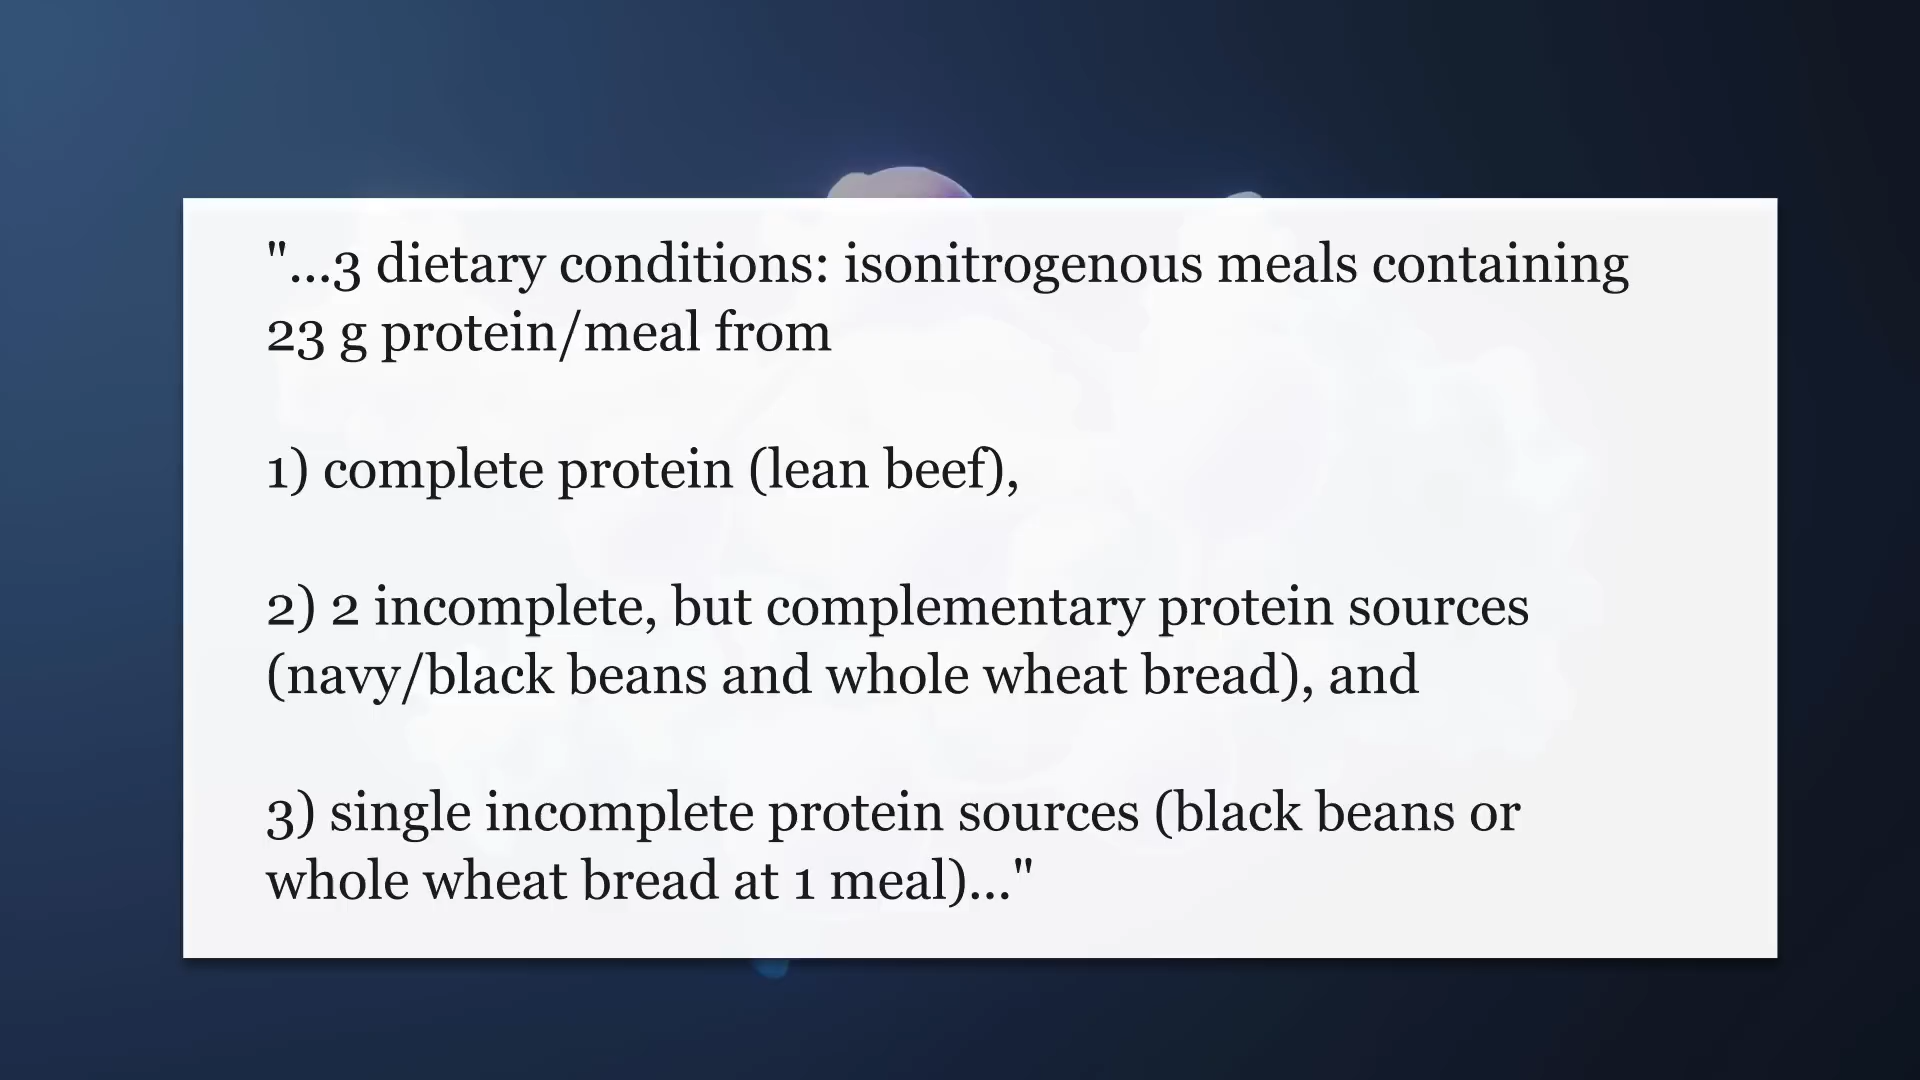 "...3 dietary conditions: isonitrogenous meals containing
23 g protein/meal from
1) complete protein (lean beef),
2) 2 incomplete, but complementary protein sources
(navy/black beans and whole wheat bread), and
3) single incomplete protein sources (black beans or
whole wheat bread at 1 meal)..."